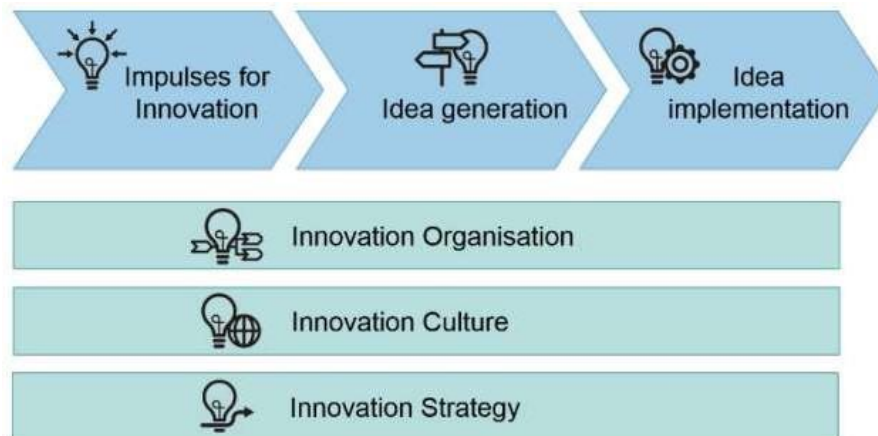 Impulses for
Innovation
Idea generation
Idea
implementation
Innovation Organisation
Innovation Culture
Innovation Strategy